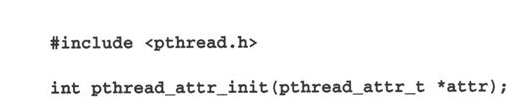 #include <pthread.h>
int pthread_attr_init(pthread_attr_t *attr);